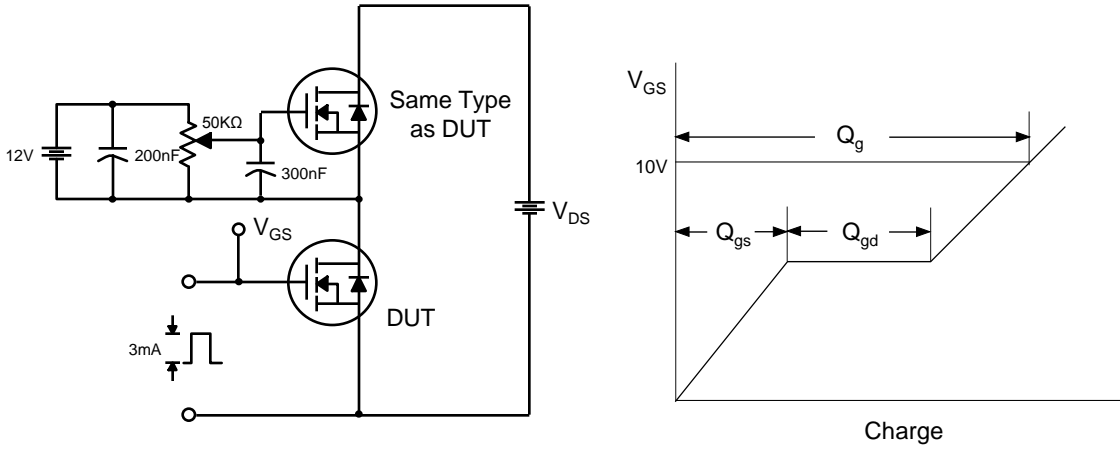 Same Type
as DUT
50KΩ
12V
200nF
300nF
V_GS
V_DS
DUT
3mA
V_GS
Q_g
10V
Q_gs
Q_gd
Charge